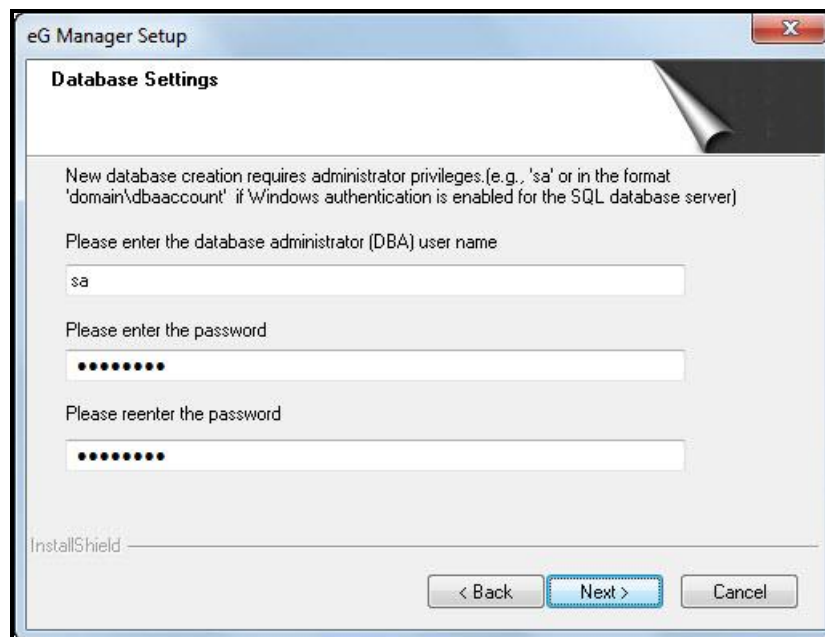 eG Manager Setup
Database Settings
New database creation requires administrator privileges.(e.g., 'sa' or in the format
'domain\dbaaccount' if Windows authentication is enabled for the SQL database server)
Please enter the database administrator (DBA) user name
sa
Please enter the password
••••••••
Please reenter the password
••••••••
InstallShield
< Back Next > Cancel